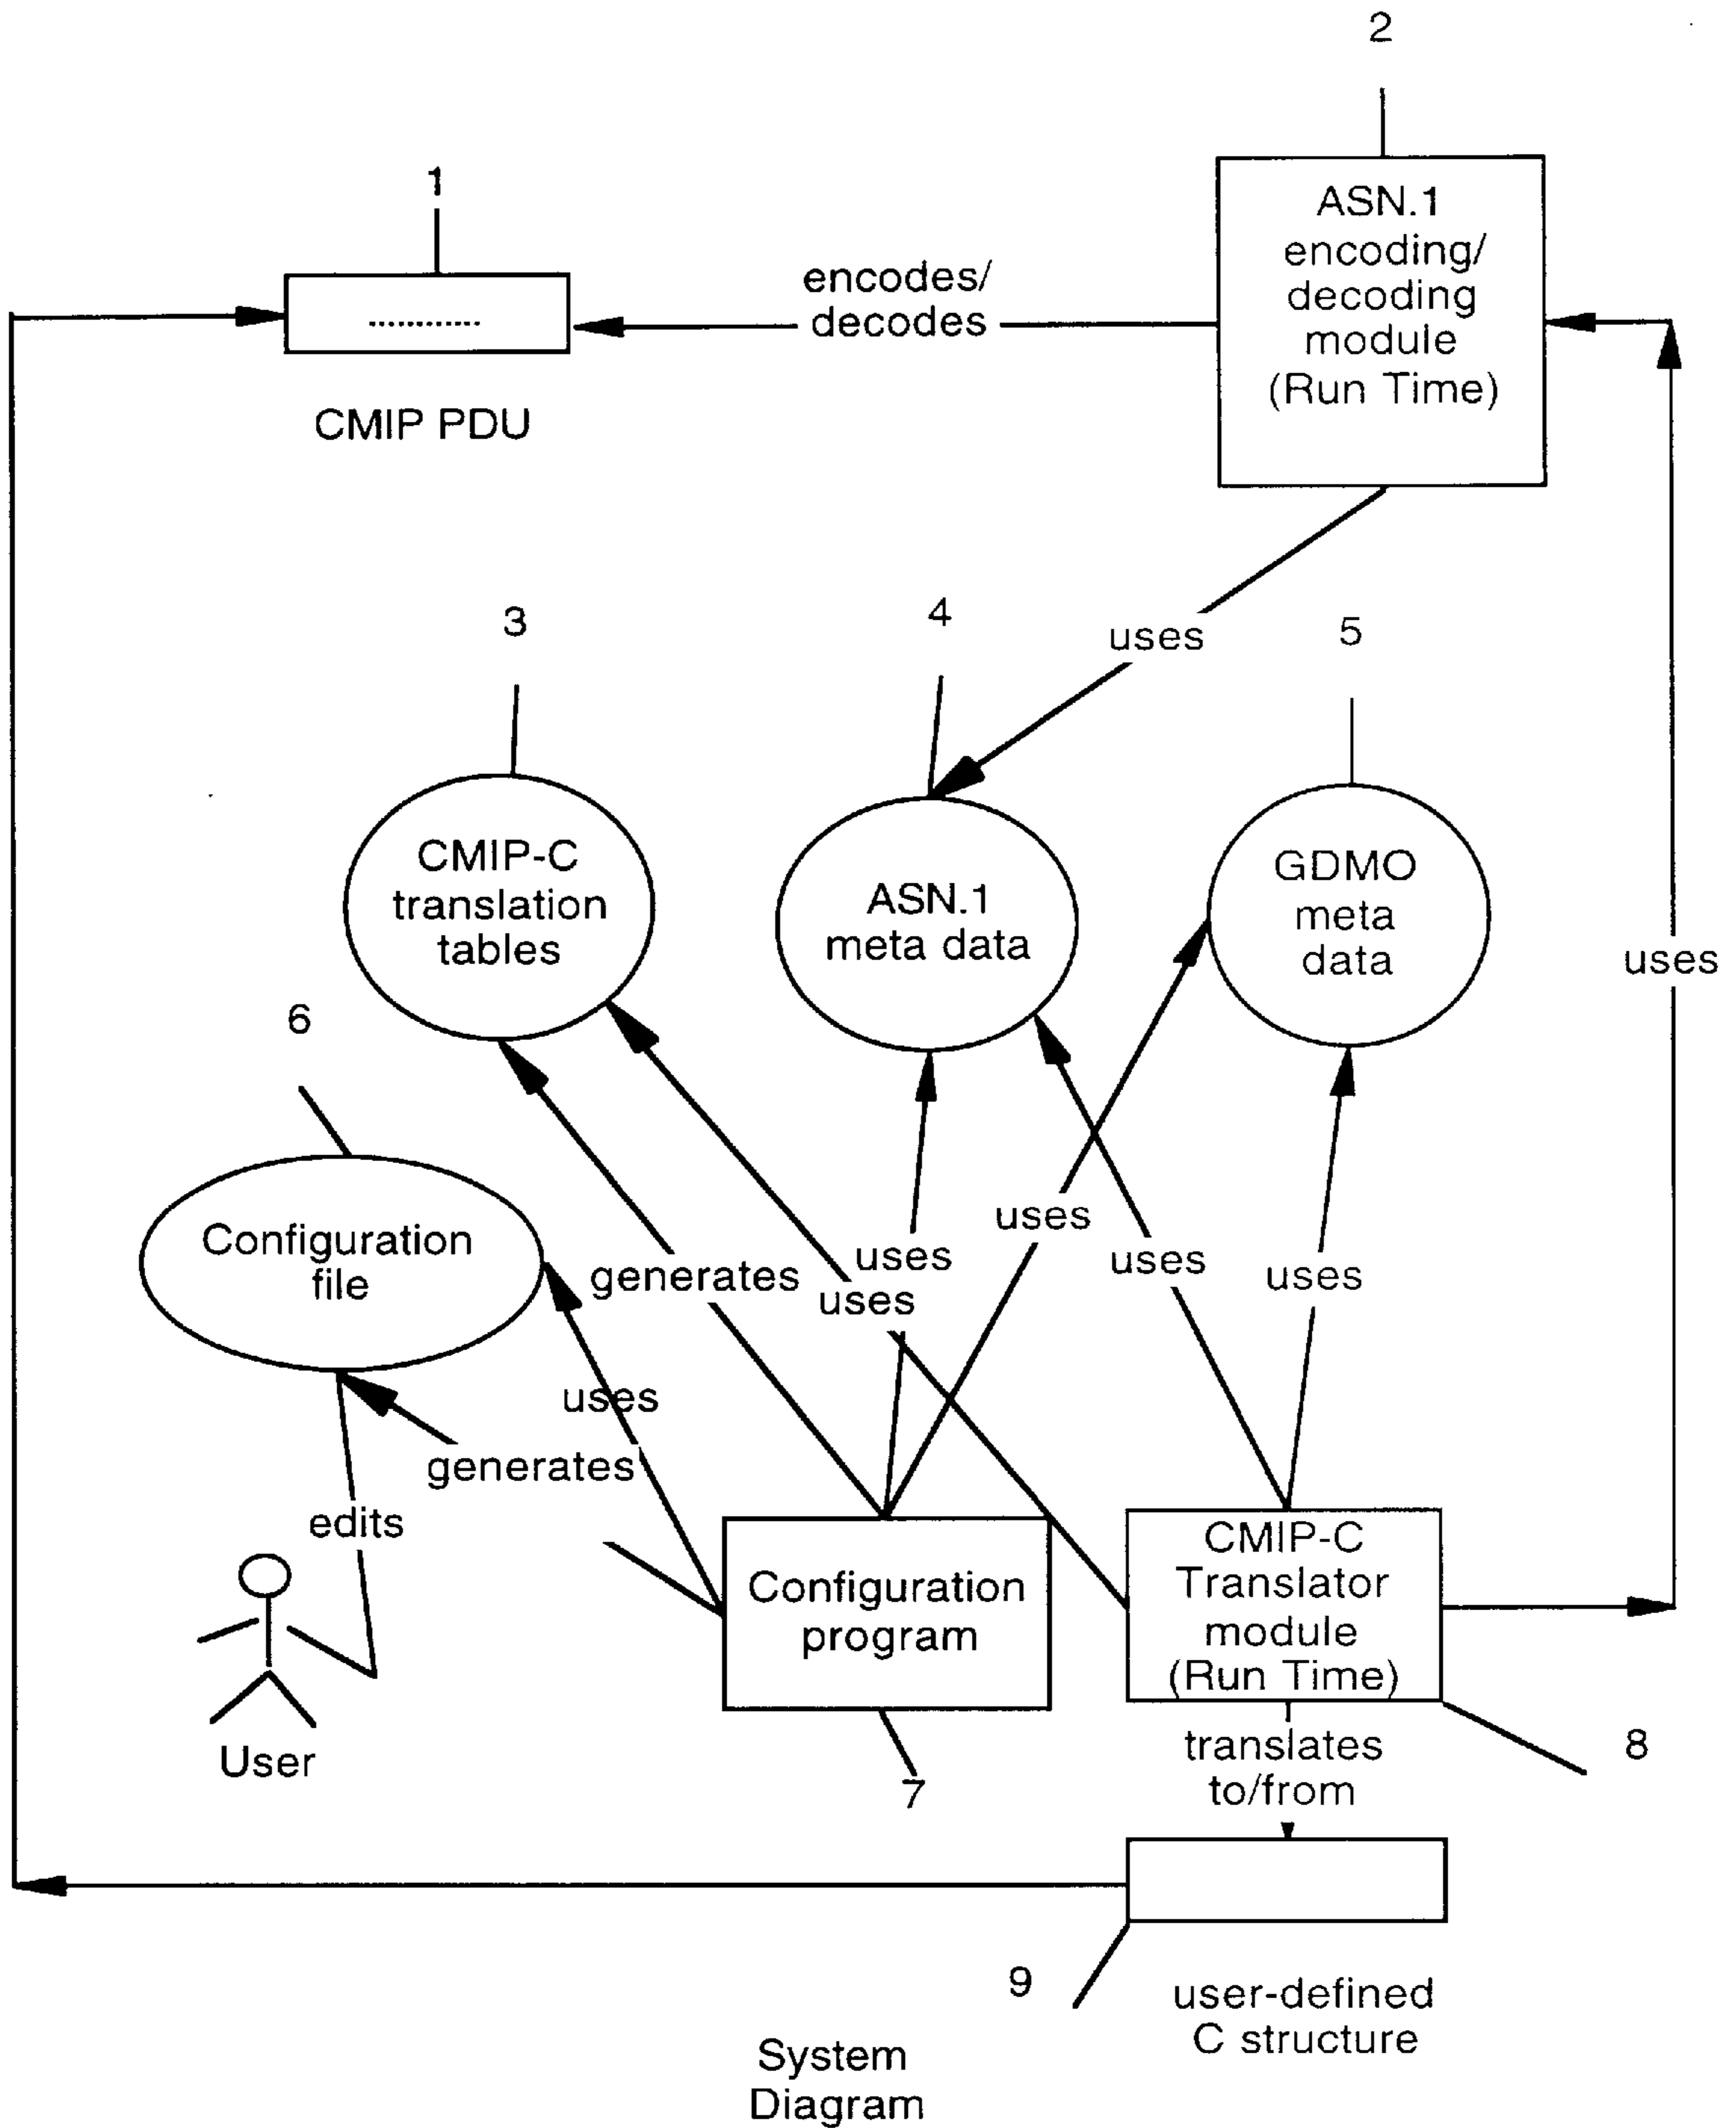 2
1
ASN.1
encoding/
decoding
module
(Run Time)
encodes/
decodes
CMIP PDU
3
4
5
uses
CMIP-C
translation
tables
ASN.1
meta data
GDMO
meta
data
uses
6
Configuration
file
generates
uses
uses
uses
uses
uses
uses
generates
edits
User
Configuration
program
CMIP-C
Translator
module
(Run Time)
7
8
translates
to/from
9
user-defined
C structure
System
Diagram